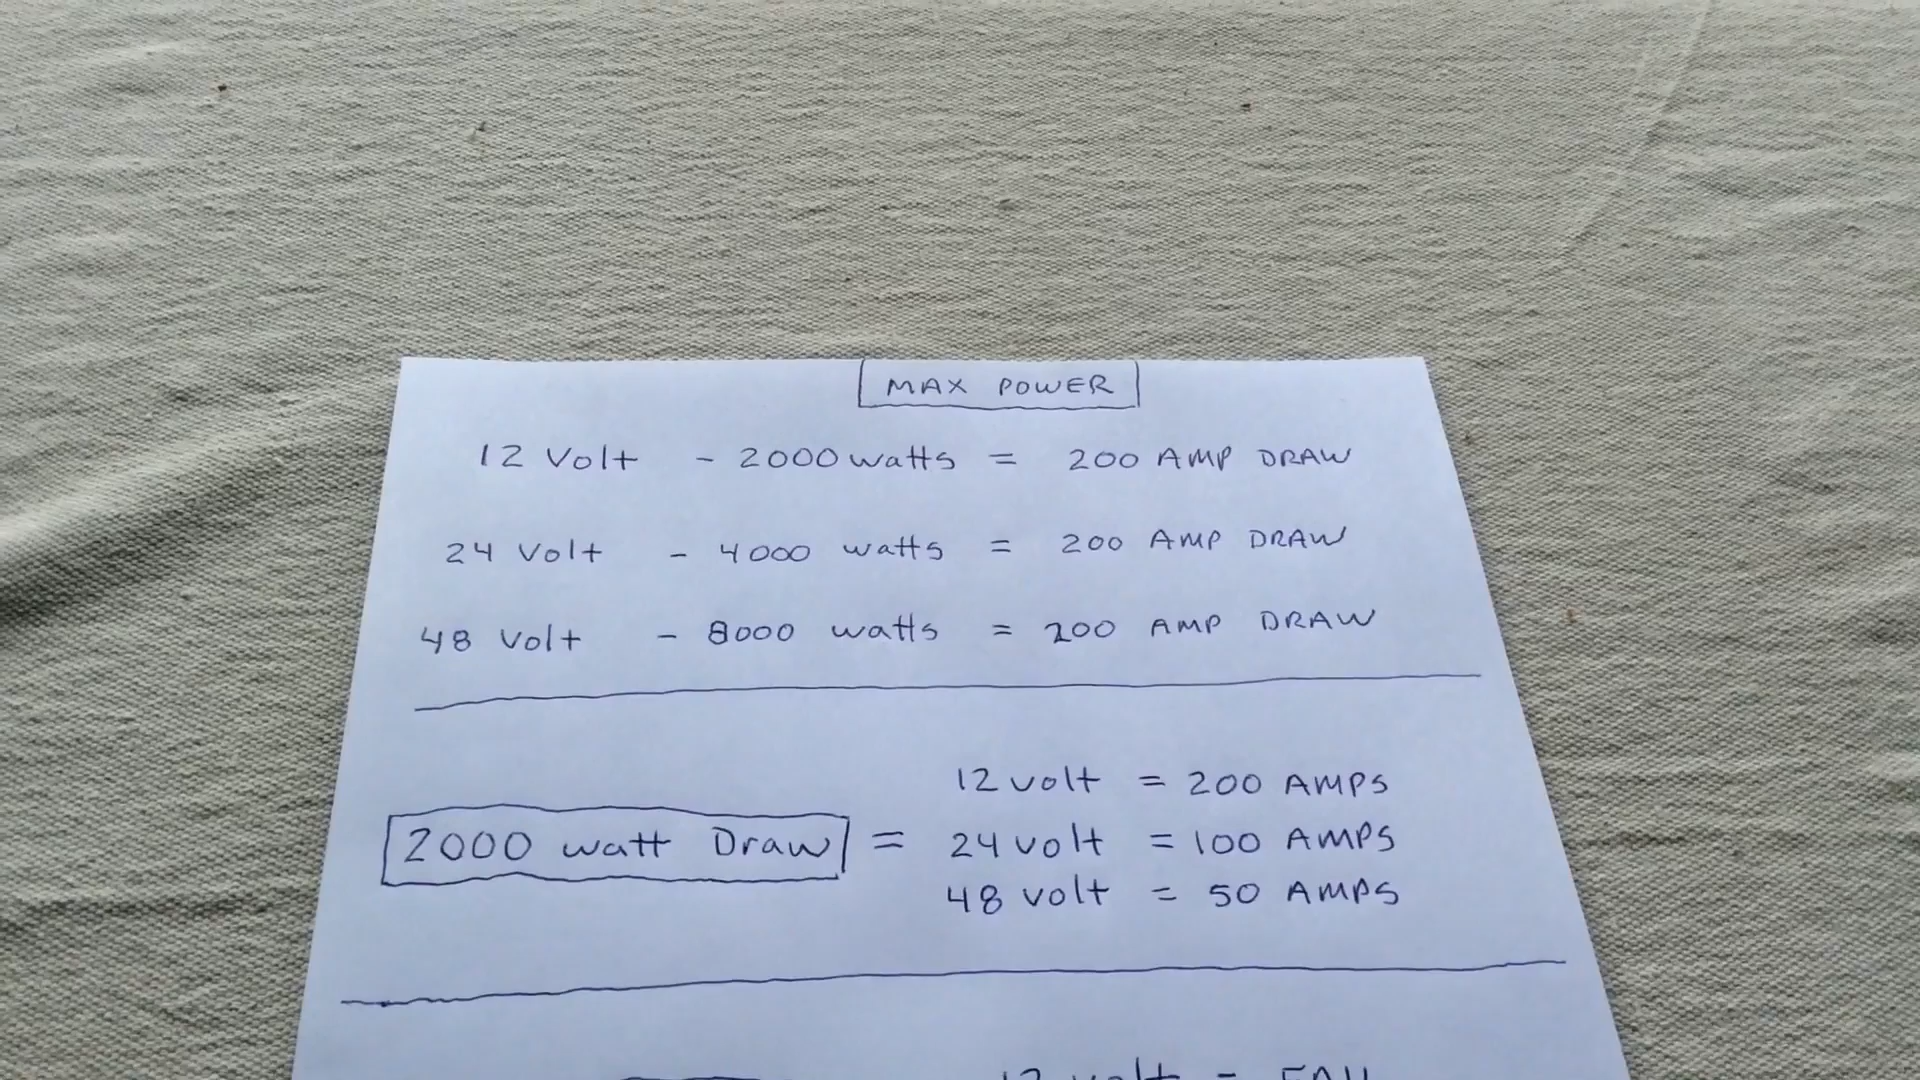 MAX POWER
12 Volt - 2000 watts = 200 AMP DRAW
24 Volt - 4000 watts = 200 AMP DRAW
48 Volt - 8000 watts = 200 AMP DRAW
12 volt = 200 AMPS
2000 watt Draw = 24 volt = 100 AMPS
48 volt = 50 AMPS
12 volt =